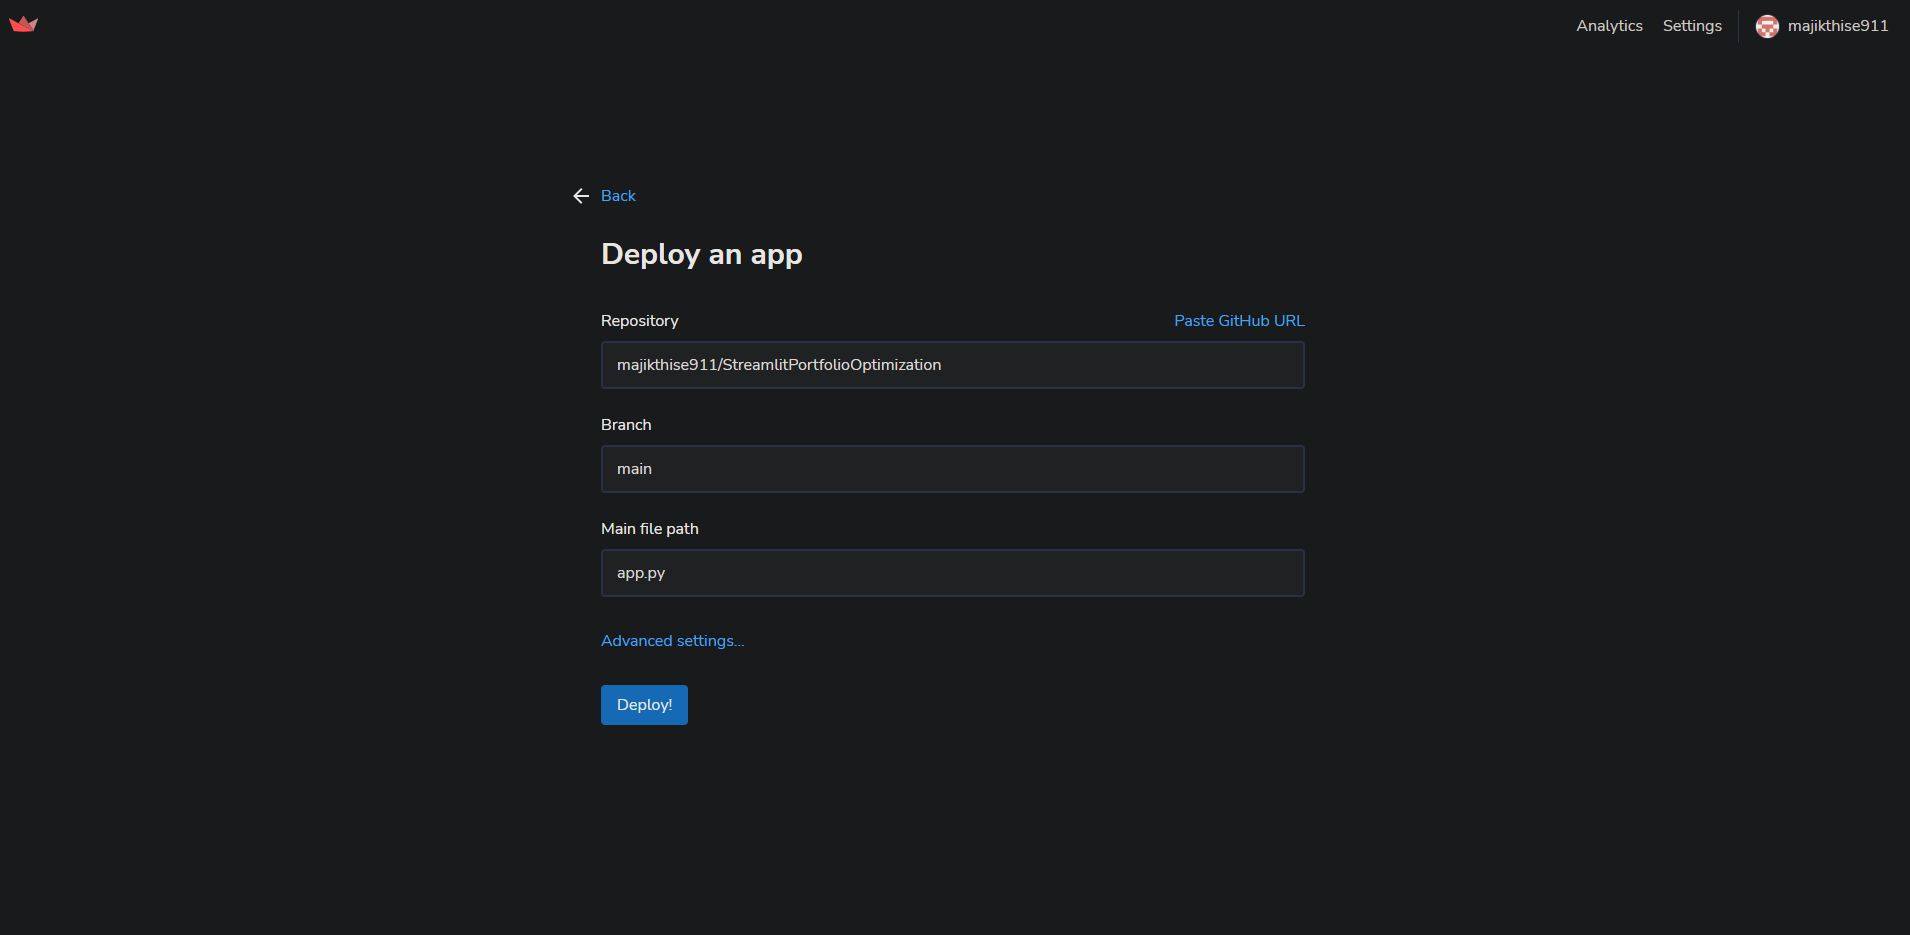 Analytics Settings majikthise911
Back
Deploy an app
Repository Paste GitHub URL
majikthise911/StreamlitPortfolioOptimization
Branch
main
Main file path
app.py
Advanced settings...
Deploy!